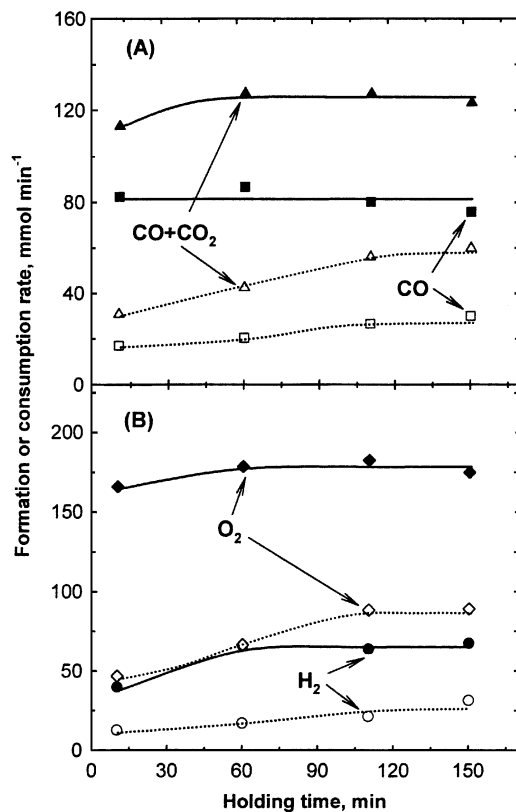 Formation or consumption rate, mmol min⁻¹
(A)
160
120
80
40
0
CO+CO₂
CO
(B)
200
150
100
50
0
O₂
H₂
0 30 60 90 120 150
Holding time, min